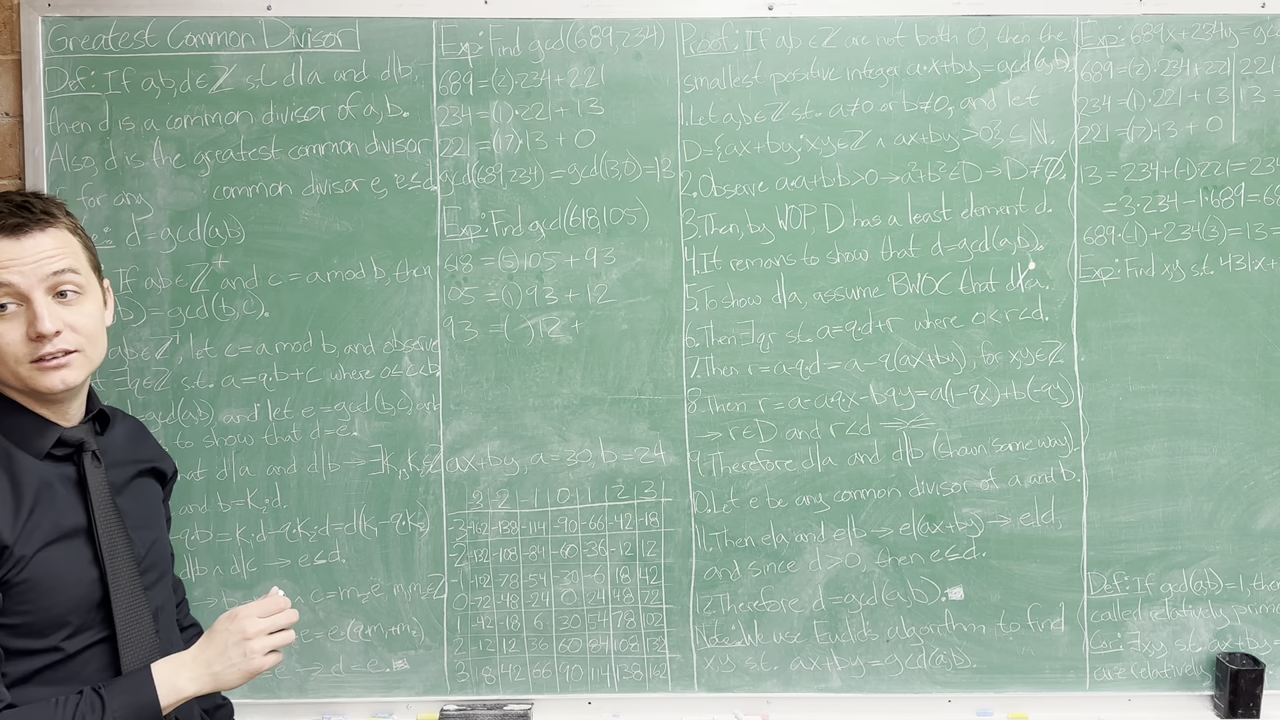 Greatest Common Divisor
Def: If a,b,d∈Z s.t. d|a and d|b,
then d is a common divisor of a,b.
Also, d is the greatest common divisor
if for any common divisor e, e≤d.
d=gcd(a,b)
If a,b∈Z⁺ and c=a mod b, then
b)=gcd(b,c).
a,b∈Z⁺, let c=a mod b, and observe
∃q∈Z s.t. a=q·b+c where 0≤c<b
=gcd(a,b) and let e=gcd(b,c), and
to show that d=e.
that d|a and d|b → ∃k₁,k₂∈Z
and b=k₂d.
-q·b=k₁d-q·k₂d=d(k₁-q·k₂)
d|b ∧ d|c → e≤d.
∧ c=m₂e, m₁,m₂∈Z
e=e(q·m₁+m₂)
→d=e.
Exp: Find gcd(689,234)
689=(2)·234+221
234=(1)·221+13
221=(17)·13+0
gcd(689,234)=gcd(13,0)=13
Exp: Find gcd(618,105)
618=(5)105+93
105=(1)93+12
93 =( )12+
ax+by, a=30, b=24
-3 -2 -1 0 1 2 3
-3 -162 -138 -114 -90 -66 -42 -18
-2 -132 -108 -84 -60 -36 -12 12
-1 -102 -78 -54 -30 -6 18 42
0 -72 -48 -24 0 24 48 72
1 -42 -18 6 30 54 78 102
2 -12 12 36 60 84 108 132
3 18 42 66 90 114 138 162
Proof: If a,b∈Z are not both 0, then the
smallest positive integer a·x+by=gcd(a,b)
1. Let a,b∈Z s.t. a≠0 or b≠0, and let
D={ax+by:x,y∈Z ∧ ax+by>0}⊆N.
2. Observe a·a+b·b>0→a²+b²∈D→D≠∅.
3. Then, by WOP, D has a least element d.
4. It remains to show that d=gcd(a,b).
5. To show d|a, assume BWOC that d∤a.
6. Then ∃q,r s.t. a=q·d+r where 0<r<d.
7. Then r=a-q·d=a-q(ax+by), for x,y∈Z
8. Then r=a-a·q·x-bqy=a(1-qx)+b(-qy)
→ r∈D and r<d
9. Therefore d|a and d|b (shown same way).
10. Let e be any common divisor of a and b.
11. Then e|a and e|b → e|(ax+by) → e|d,
and since d>0, then e≤d.
12. Therefore d=gcd(a,b).
Note: We use Euclid's algorithm to find
x,y s.t. ax+by=gcd(a,b).
Exp: 689x+234y=gcd
689=(2)·234+221 221
234=(1)·221+13 13
221=(17)·13+0
13=234+(-1)221=23
=3·234-1·689=68
689·(-1)+234(3)=13=
Exp: Find x,y s.t. 431x+
Def: If gcd(a,b)=1, then
called relatively prim
Cor: ∃x,y s.t. ax+by=
are relatively